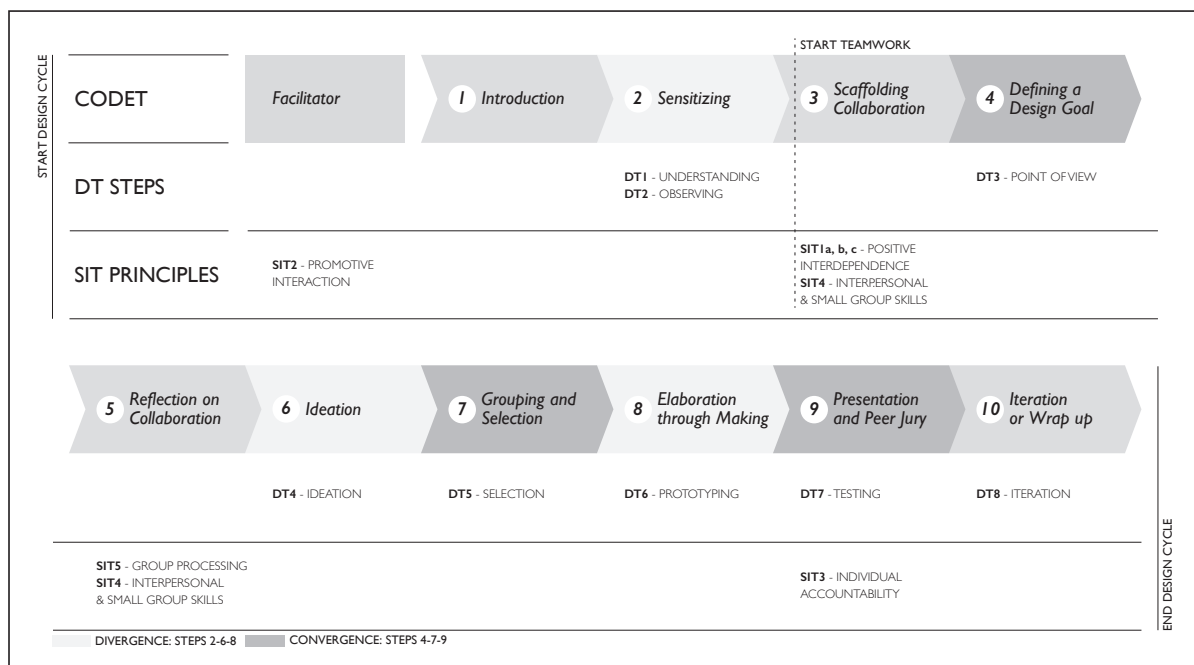 START TEAMWORK
START DESIGN CYCLE
CODET
Facilitator
1 Introduction
2 Sensitizing
3 Scaffolding
Collaboration
4 Defining a
Design Goal
DT STEPS
DT1 - UNDERSTANDING
DT2 - OBSERVING
DT3 - POINT OF VIEW
SIT PRINCIPLES
SIT2 - PROMOTIVE
INTERACTION
SIT1a, b, c - POSITIVE
INTERDEPENDENCE
SIT4 - INTERPERSONAL
& SMALL GROUP SKILLS
5 Reflection on
Collaboration
6 Ideation
7 Grouping and
Selection
8 Elaboration
through Making
9 Presentation
and Peer Jury
10 Iteration
or Wrap up
DT4 - IDEATION
DT5 - SELECTION
DT6 - PROTOTYPING
DT7 - TESTING
DT8 - ITERATION
SIT5 - GROUP PROCESSING
SIT4 - INTERPERSONAL
& SMALL GROUP SKILLS
SIT3 - INDIVIDUAL
ACCOUNTABILITY
END DESIGN CYCLE
DIVERGENCE: STEPS 2-6-8
CONVERGENCE: STEPS 4-7-9